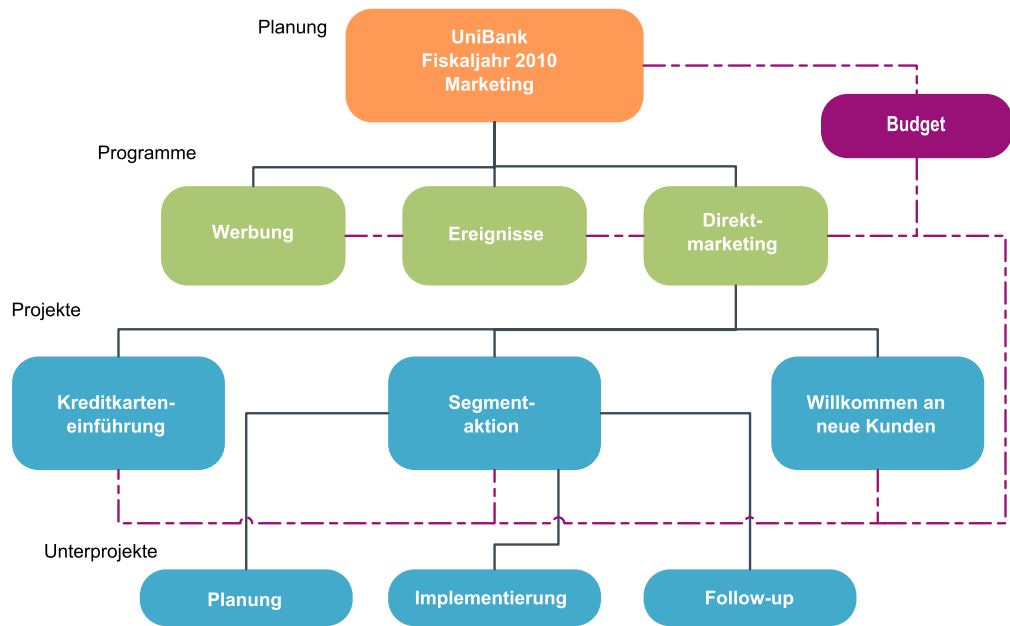 Planung
UniBank
Fiskaljahr 2010
Marketing
Budget
Programme
Werbung
Ereignisse
Direkt-
marketing
Projekte
Kreditkarten-
einführung
Segment-
aktion
Willkommen an
neue Kunden
Unterprojekte
Planung
Implementierung
Follow-up